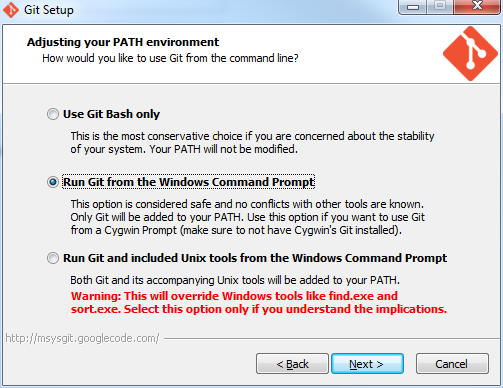 Git Setup
Adjusting your PATH environment
How would you like to use Git from the command line?
Use Git Bash only
This is the most conservative choice if you are concerned about the stability
of your system. Your PATH will not be modified.
Run Git from the Windows Command Prompt
This option is considered safe and no conflicts with other tools are known.
Only Git will be added to your PATH. Use this option if you want to use Git
from a Cygwin Prompt (make sure to not have Cygwin's Git installed).
Run Git and included Unix tools from the Windows Command Prompt
Both Git and its accompanying Unix tools will be added to your PATH.
Warning: This will override Windows tools like find.exe and
sort.exe. Select this option only if you understand the implications.
http://msysgit.googlecode.com/
< Back
Next >
Cancel